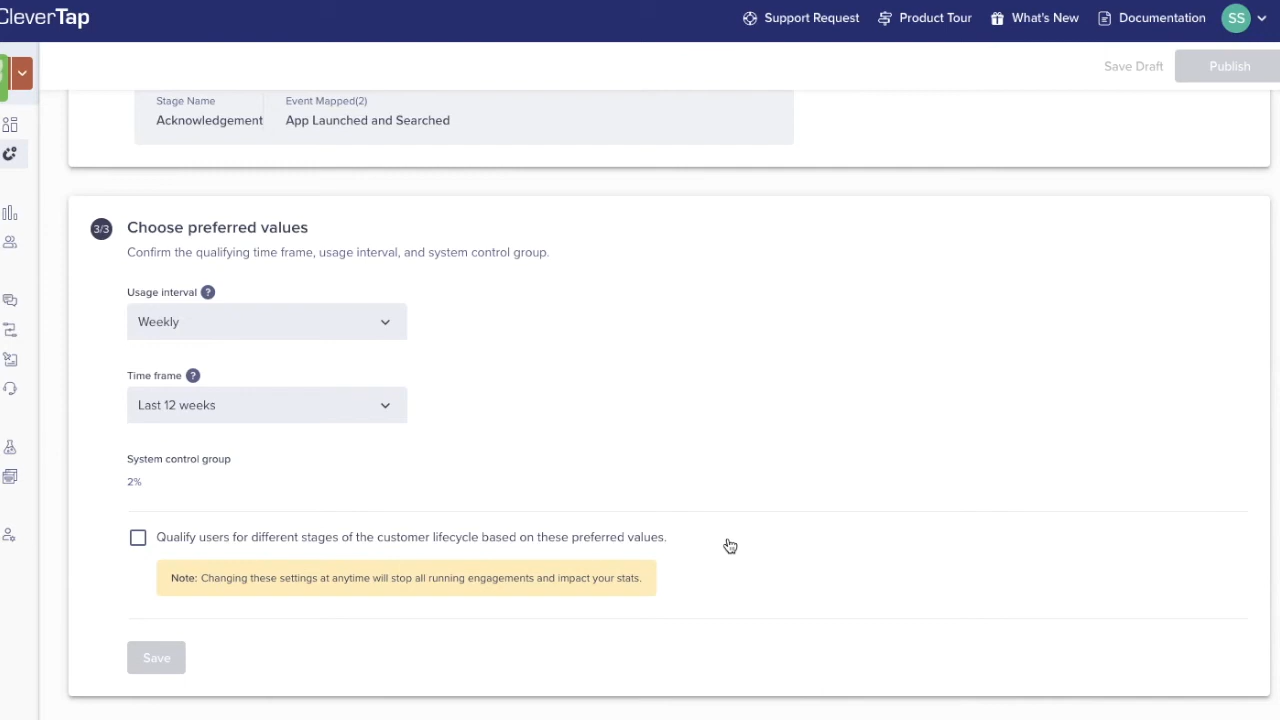 CleverTap
Support Request
Product Tour
What's New
Documentation
SS
Save Draft
Publish
Stage Name
Event Mapped(2)
Acknowledgement
App Launched and Searched
3/3
Choose preferred values
Confirm the qualifying time frame, usage interval, and system control group.
Usage interval ?
Weekly
Time frame ?
Last 12 weeks
System control group
2%
Qualify users for different stages of the customer lifecycle based on these preferred values.
Note: Changing these settings at anytime will stop all running engagements and impact your stats.
Save